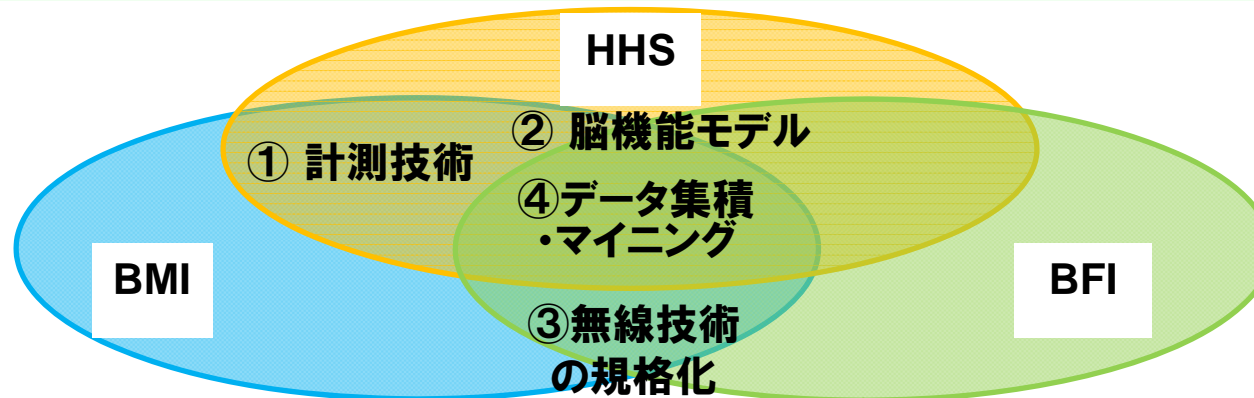 HHS
② 脳機能モデル
① 計測技術
④データ集積
・マイニング
BMI
BFI
③無線技術
の規格化